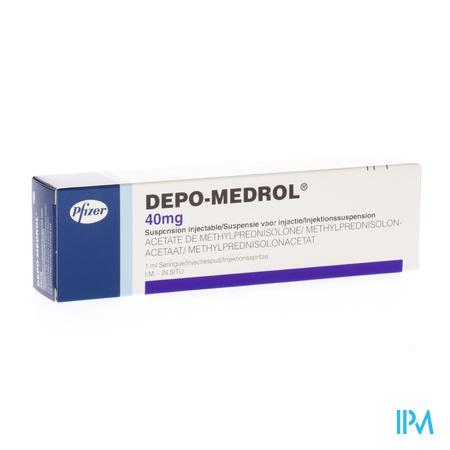 Pfizer
DEPO-MEDROL®
40mg
Suspension injectable/Suspensie voor injectie/Injektionssuspension
ACETATE DE METHYLPREDNISOLONE/ METHYLPREDNISOLON-
ACETAAT/ METHYLPREDNISOLONACETAT
1 ml Seringue/Injectiespuit/Injektionsspritze
I.M. - IN SITU
IPM